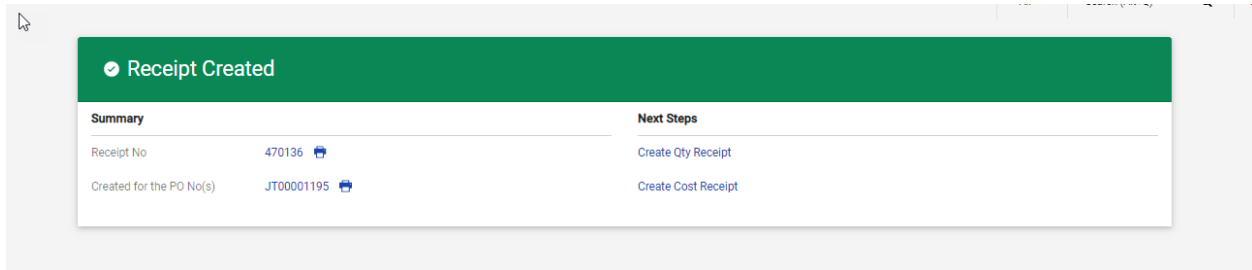 Receipt Created
Summary
Next Steps
Receipt No 470136
Create Qty Receipt
Created for the PO No(s) JT00001195
Create Cost Receipt